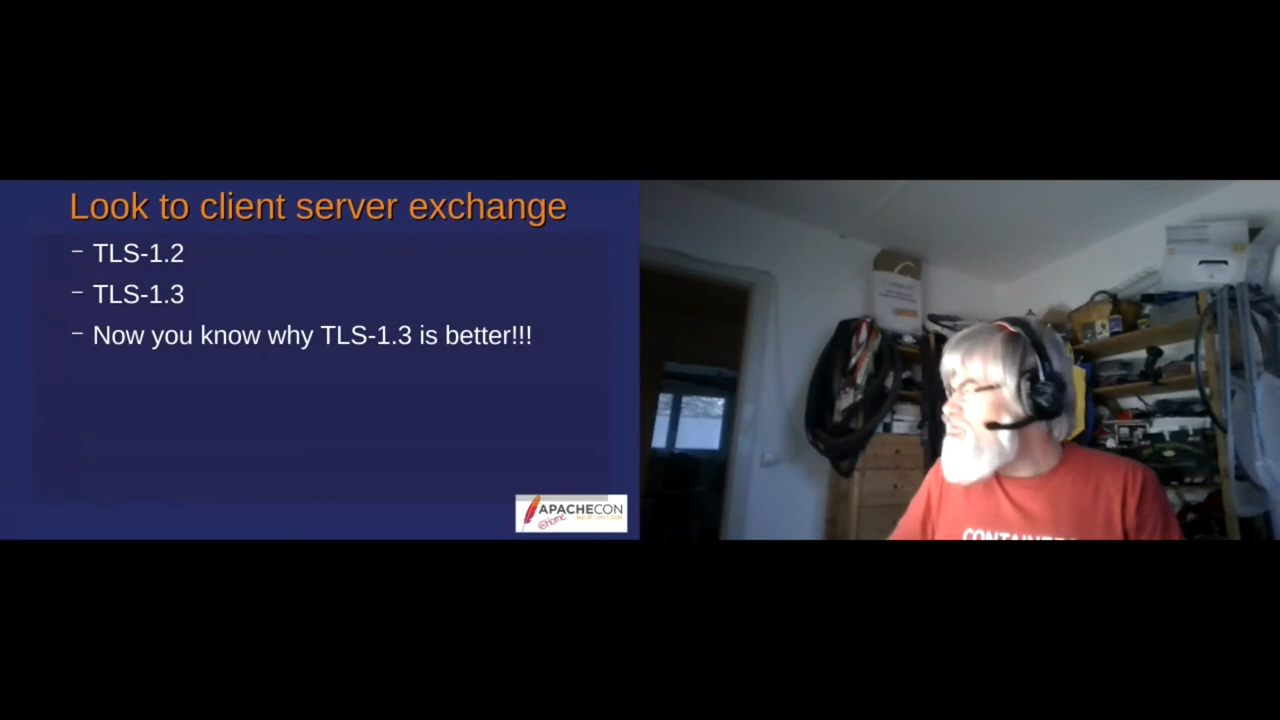 Look to client server exchange
– TLS-1.2
– TLS-1.3
– Now you know why TLS-1.3 is better!!!
APACHECON
@Home